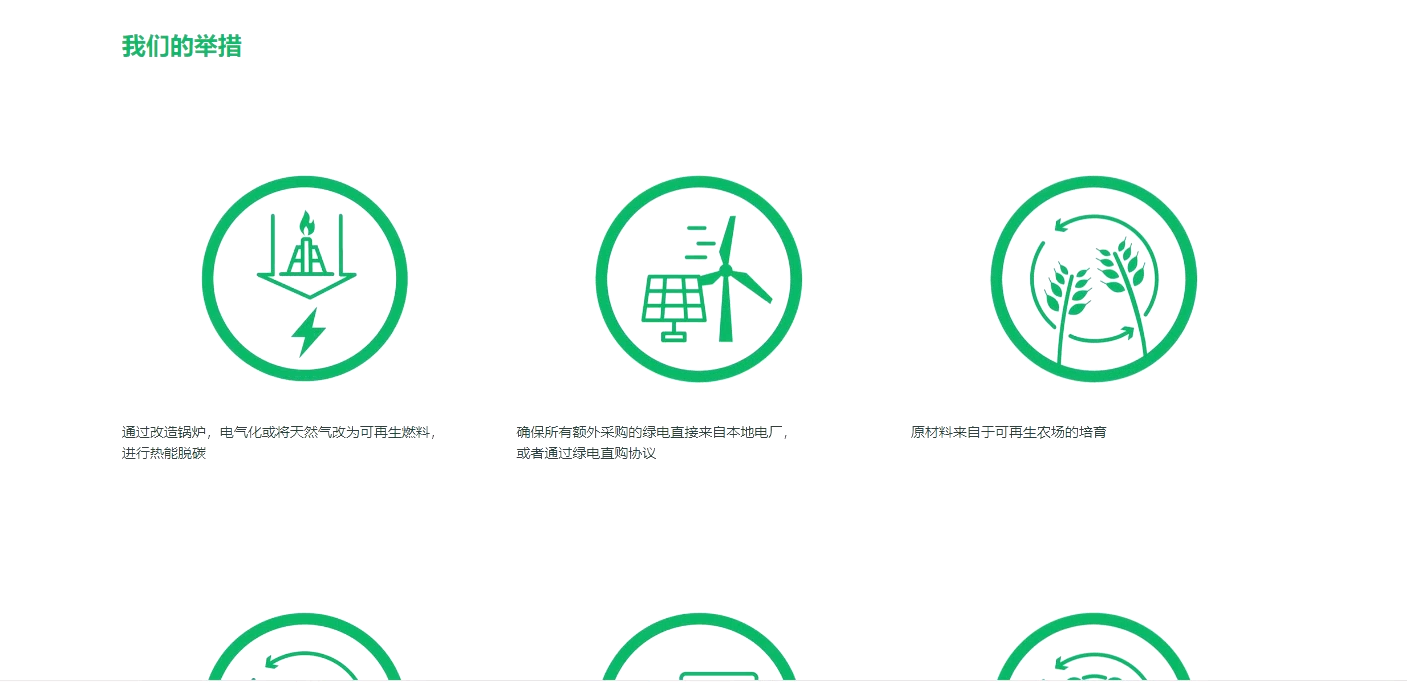 我们的举措
通过改造锅炉，电气化或将天然气改为可再生燃料，
进行热能脱碳
确保所有额外采购的绿电直接来自本地电厂，
或者通过绿电直购协议
原材料来自于可再生农场的培育